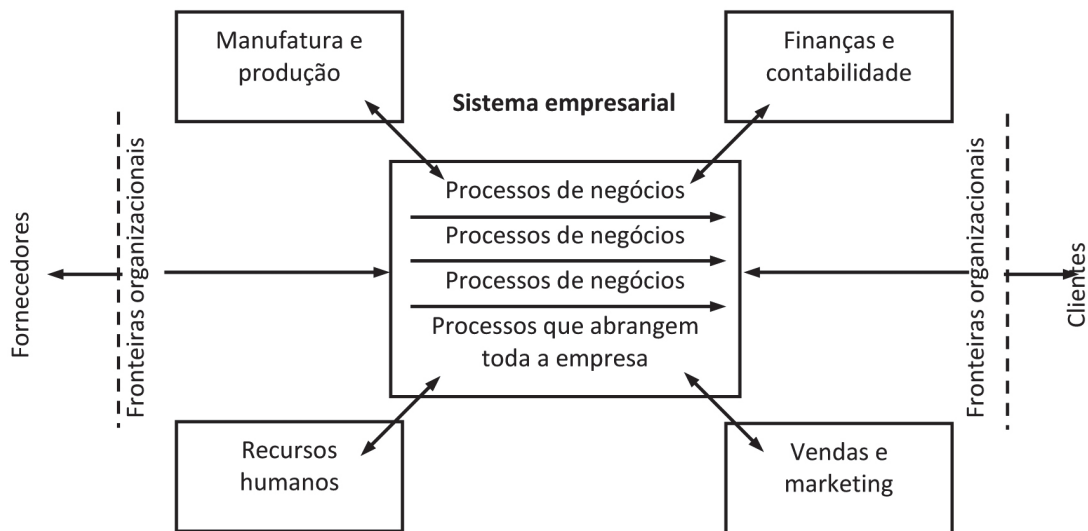 Manufatura e
produção
Finanças e
contabilidade
Sistema empresarial
Fornecedores
Fronteiras organizacionais
Processos de negócios
Processos de negócios
Processos de negócios
Processos que abrangem
toda a empresa
Fronteiras organizacionais
Clientes
Recursos
humanos
Vendas e
marketing